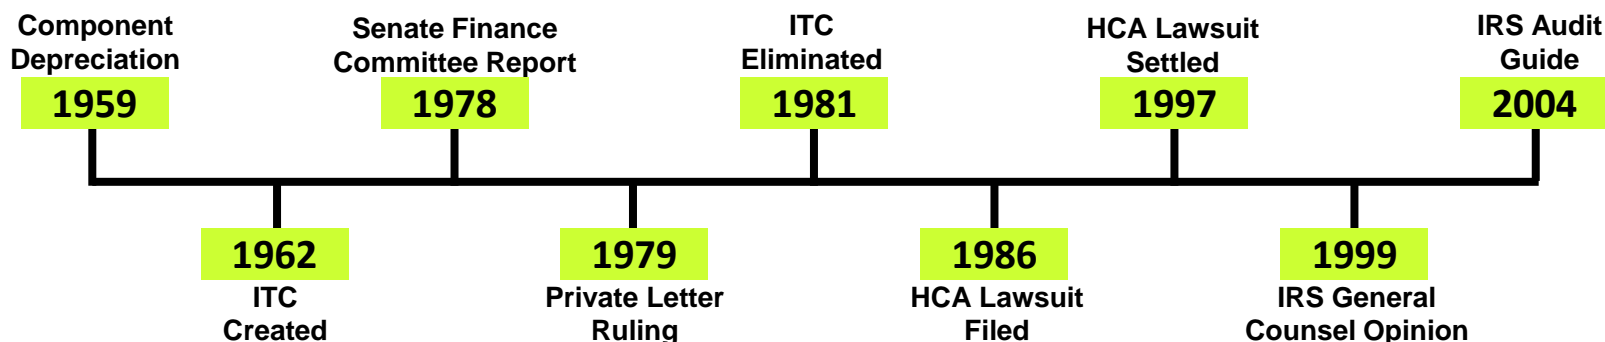 Component
Depreciation
1959
Senate Finance
Committee Report
1978
ITC
Eliminated
1981
HCA Lawsuit
Settled
1997
IRS Audit
Guide
2004
1962
ITC
Created
1979
Private Letter
Ruling
1986
HCA Lawsuit
Filed
1999
IRS General
Counsel Opinion